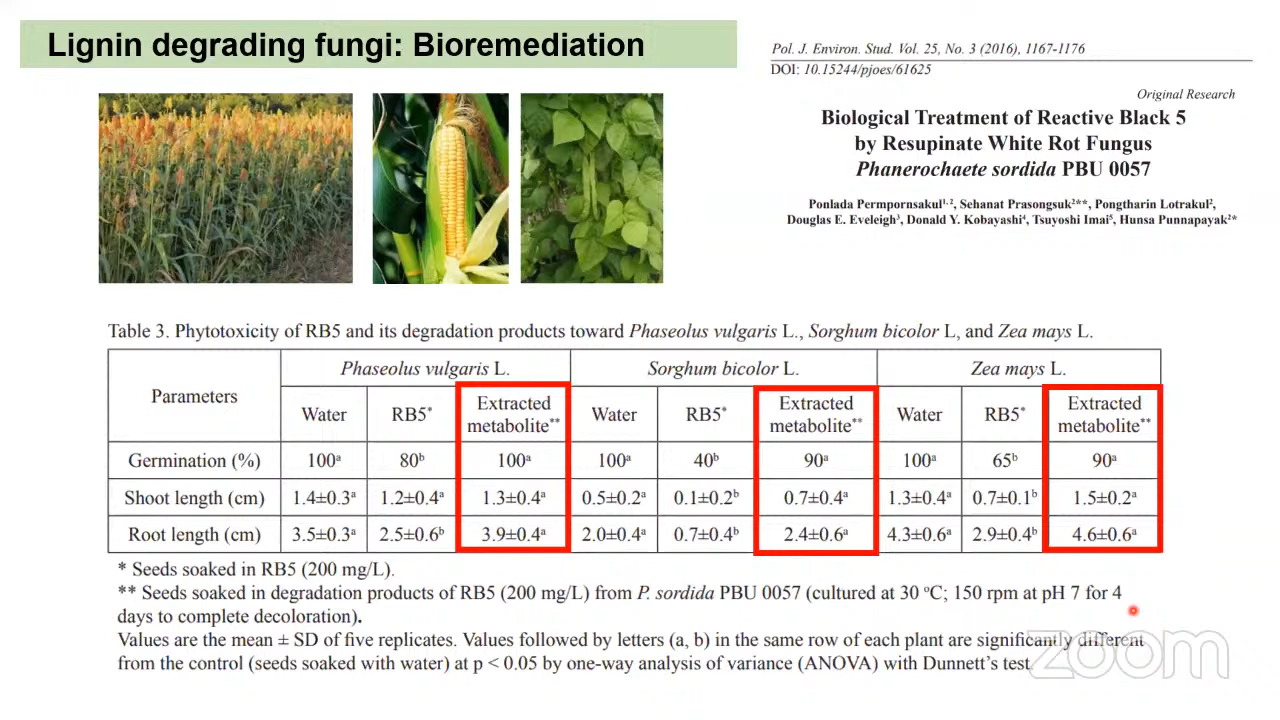 Lignin degrading fungi: Bioremediation
Pol. J. Environ. Stud. Vol. 25, No. 3 (2016), 1167-1176
DOI: 10.15244/pjoes/61625
Original Research
Biological Treatment of Reactive Black 5
by Resupinate White Rot Fungus
Phanerochaete sordida PBU 0057
Ponlada Permpornsakul¹,², Sehanat Prasongsuk²**, Pongtharin Lotrakul²,
Douglas E. Eveleigh³, Donald Y. Kobayashi⁴, Tsuyoshi Imai⁵, Hunsa Punnapayak²*
Table 3. Phytotoxicity of RB5 and its degradation products toward Phaseolus vulgaris L., Sorghum bicolor L, and Zea mays L.
Parameters Phaseolus vulgaris L. Sorghum bicolor L. Zea mays L.
Water RB5* Extracted metabolite** Water RB5* Extracted metabolite** Water RB5* Extracted metabolite**
Germination (%) 100ᵃ 80ᵇ 100ᵃ 100ᵃ 40ᵇ 90ᵃ 100ᵃ 65ᵇ 90ᵃ
Shoot length (cm) 1.4±0.3ᵃ 1.2±0.4ᵃ 1.3±0.4ᵃ 0.5±0.2ᵃ 0.1±0.2ᵇ 0.7±0.4ᵃ 1.3±0.4ᵃ 0.7±0.1ᵇ 1.5±0.2ᵃ
Root length (cm) 3.5±0.3ᵃ 2.5±0.6ᵇ 3.9±0.4ᵃ 2.0±0.4ᵃ 0.7±0.4ᵇ 2.4±0.6ᵃ 4.3±0.6ᵃ 2.9±0.4ᵇ 4.6±0.6ᵃ
* Seeds soaked in RB5 (200 mg/L).
** Seeds soaked in degradation products of RB5 (200 mg/L) from P. sordida PBU 0057 (cultured at 30 ºC; 150 rpm at pH 7 for 4
days to complete decoloration).
Values are the mean ± SD of five replicates. Values followed by letters (a, b) in the same row of each plant are significantly different
from the control (seeds soaked with water) at p < 0.05 by one-way analysis of variance (ANOVA) with Dunnett's test
zoom